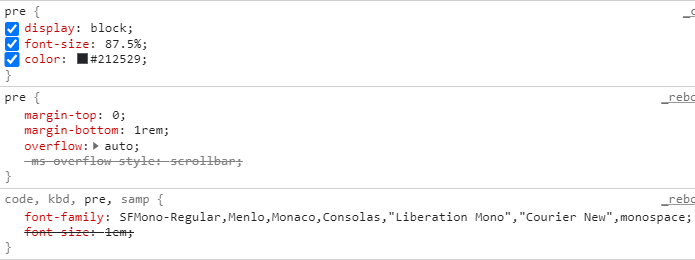 pre {
display: block;
font-size: 87.5%;
color: #212529;
}
pre {
_rebo
margin-top: 0;
margin-bottom: 1rem;
overflow: auto;
-ms-overflow-style: scrollbar;
}
code, kbd, pre, samp {
_rebo
font-family: SFMono-Regular,Menlo,Monaco,Consolas,"Liberation Mono","Courier New",monospace;
font-size: 1em;
}